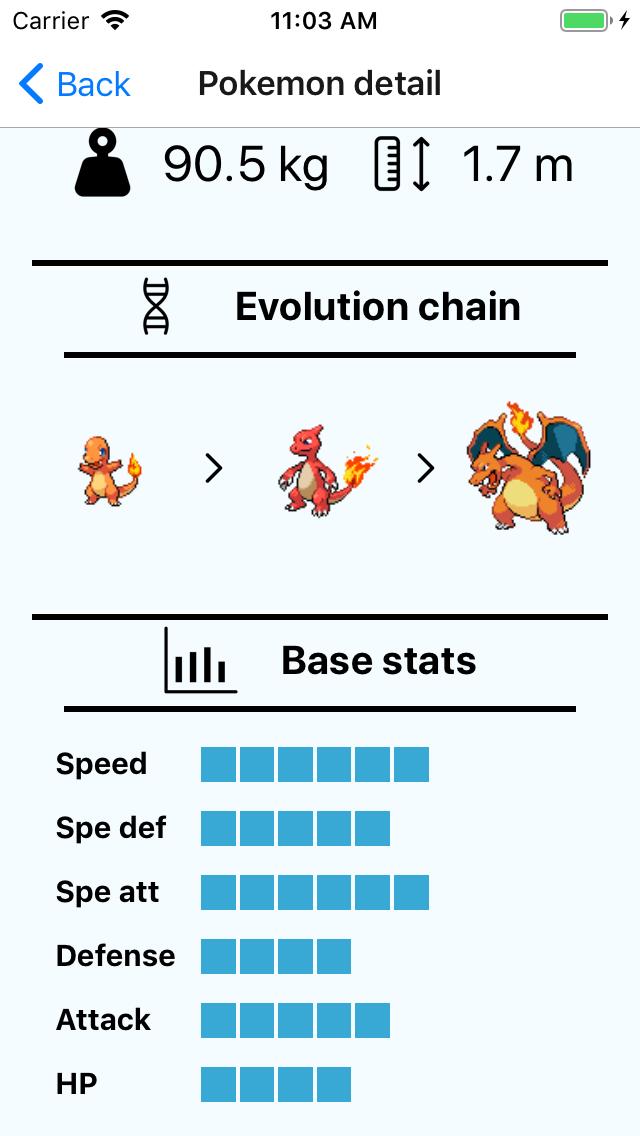 Carrier 11:03 AM
Back Pokemon detail
90.5 kg 1.7 m
Evolution chain
> >
Base stats
Speed
Spe def
Spe att
Defense
Attack
HP